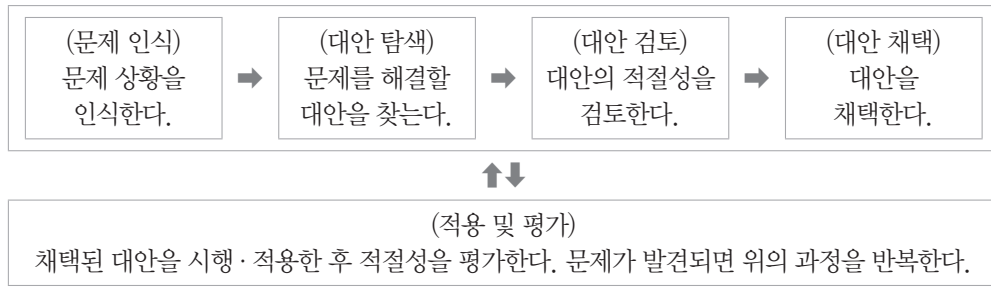 (문제 인식)
문제 상황을
인식한다.
(대안 탐색)
문제를 해결할
대안을 찾는다.
(대안 검토)
대안의 적절성을
검토한다.
(대안 채택)
대안을
채택한다.
(적용 및 평가)
채택된 대안을 시행 · 적용한 후 적절성을 평가한다. 문제가 발견되면 위의 과정을 반복한다.